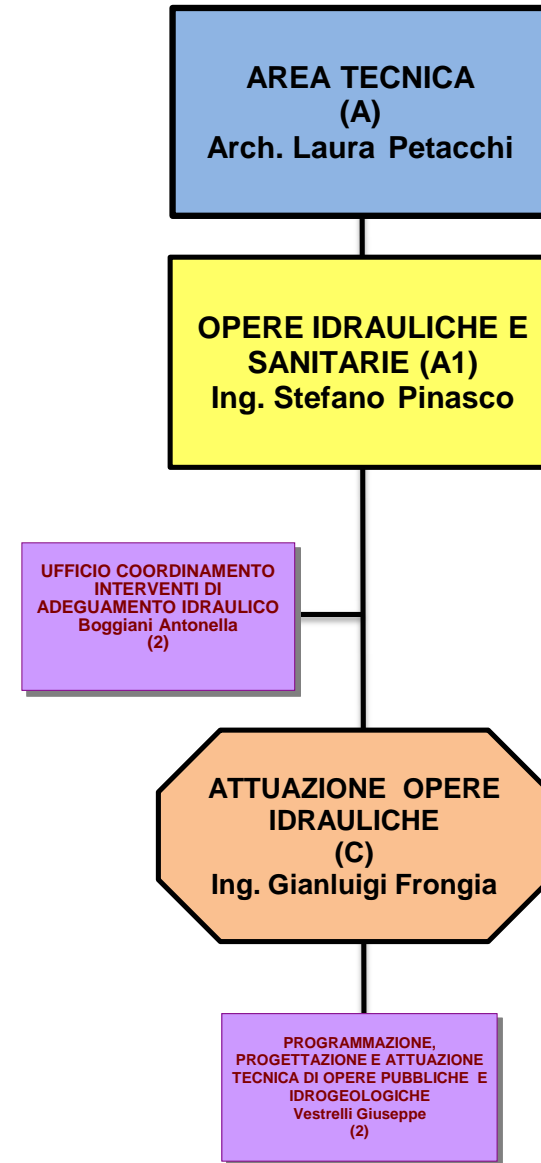 AREA TECNICA
(A)
Arch. Laura Petacchi
OPERE IDRAULICHE E
SANITARIE (A1)
Ing. Stefano Pinasco
UFFICIO COORDINAMENTO
INTERVENTI DI
ADEGUAMENTO IDRAULICO
Boggiani Antonella
(2)
ATTUAZIONE OPERE
IDRAULICHE
(C)
Ing. Gianluigi Frongia
PROGRAMMAZIONE,
PROGETTAZIONE E ATTUAZIONE
TECNICA DI OPERE PUBBLICHE E
IDROGEOLOGICHE
Vestrelli Giuseppe
(2)